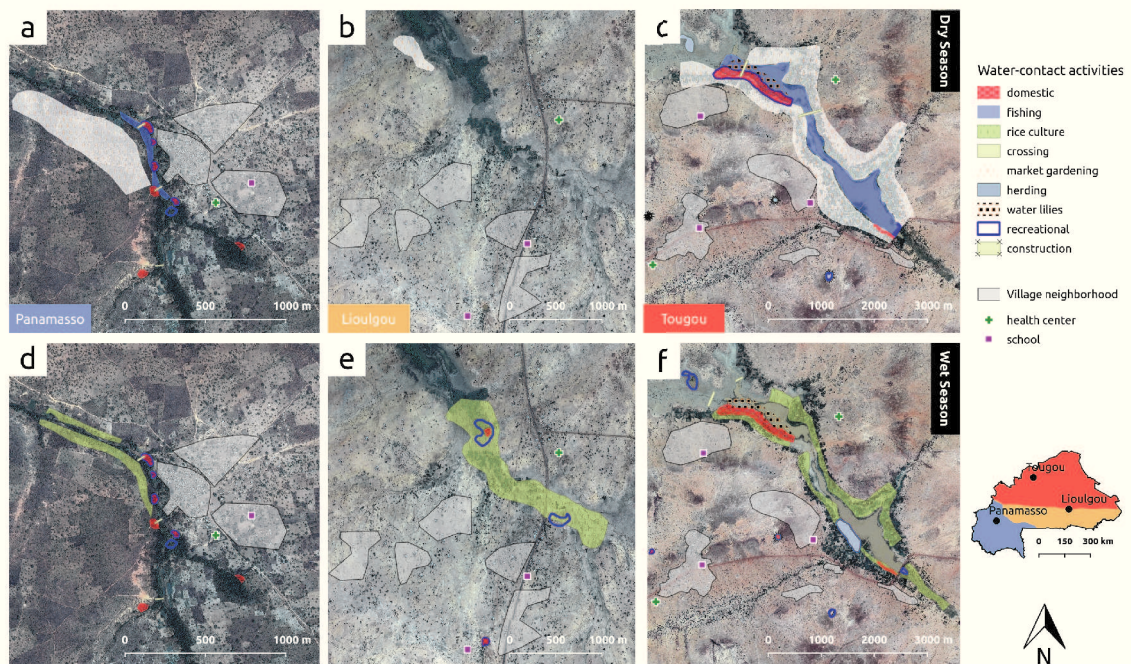 a
b
c
Dry Season
Panamasso
0 500 1000 m
Lioulgou
0 500 1000 m
Tougou
0 1000 2000 3000 m
d
e
f
Wet Season
0 500 1000 m
0 500 1000 m
0 1000 2000 3000 m
Water-contact activities
domestic
fishing
rice culture
crossing
market gardening
herding
water lilies
recreational
construction
Village neighborhood
health center
school
Tougou
Lioulgou
Panamasso
0 150 300 km
N